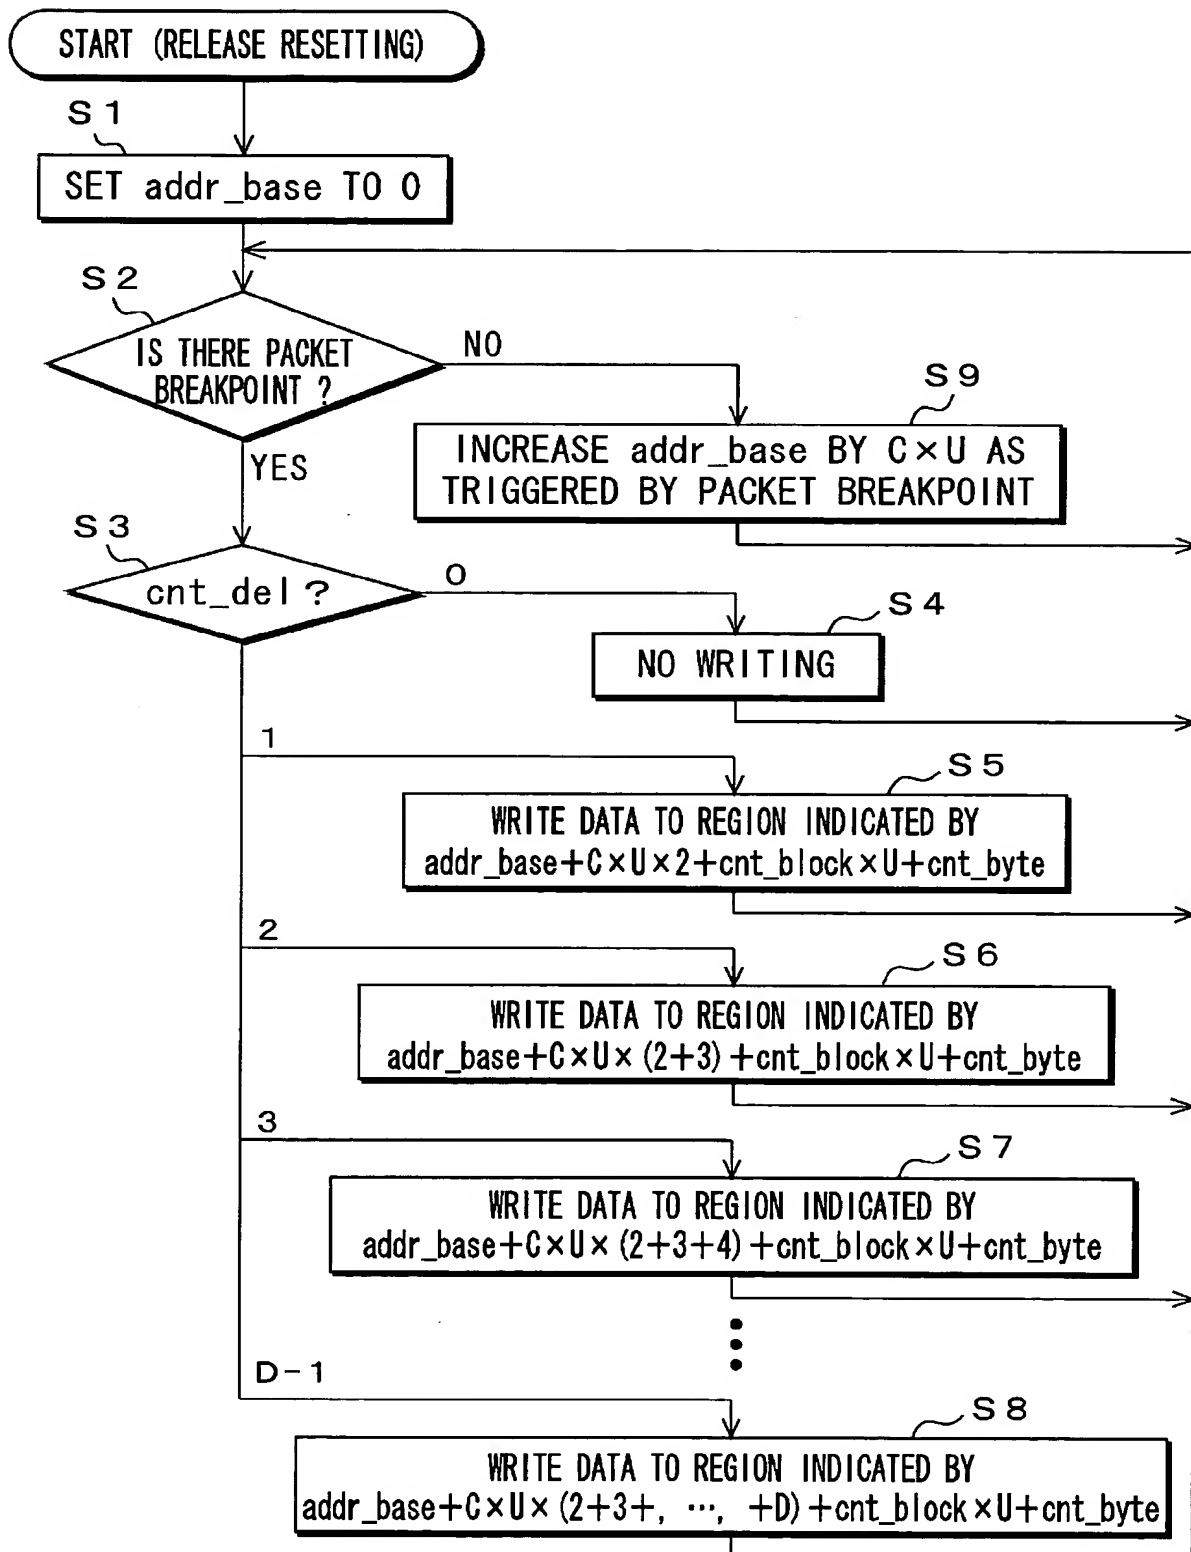 START (RELEASE RESETTING)
S1
SET addr_base TO 0
S2
IS THERE PACKET
BREAKPOINT ?
NO
YES
S9
INCREASE addr_base BY C×U AS
TRIGGERED BY PACKET BREAKPOINT
S3
cnt_del ?
0
S4
NO WRITING
1
S5
WRITE DATA TO REGION INDICATED BY
addr_base+C×U×2+cnt_block×U+cnt_byte
2
S6
WRITE DATA TO REGION INDICATED BY
addr_base+C×U×(2+3)+cnt_block×U+cnt_byte
3
S7
WRITE DATA TO REGION INDICATED BY
addr_base+C×U×(2+3+4)+cnt_block×U+cnt_byte
D-1
S8
WRITE DATA TO REGION INDICATED BY
addr_base+C×U×(2+3+, ···, +D)+cnt_block×U+cnt_byte